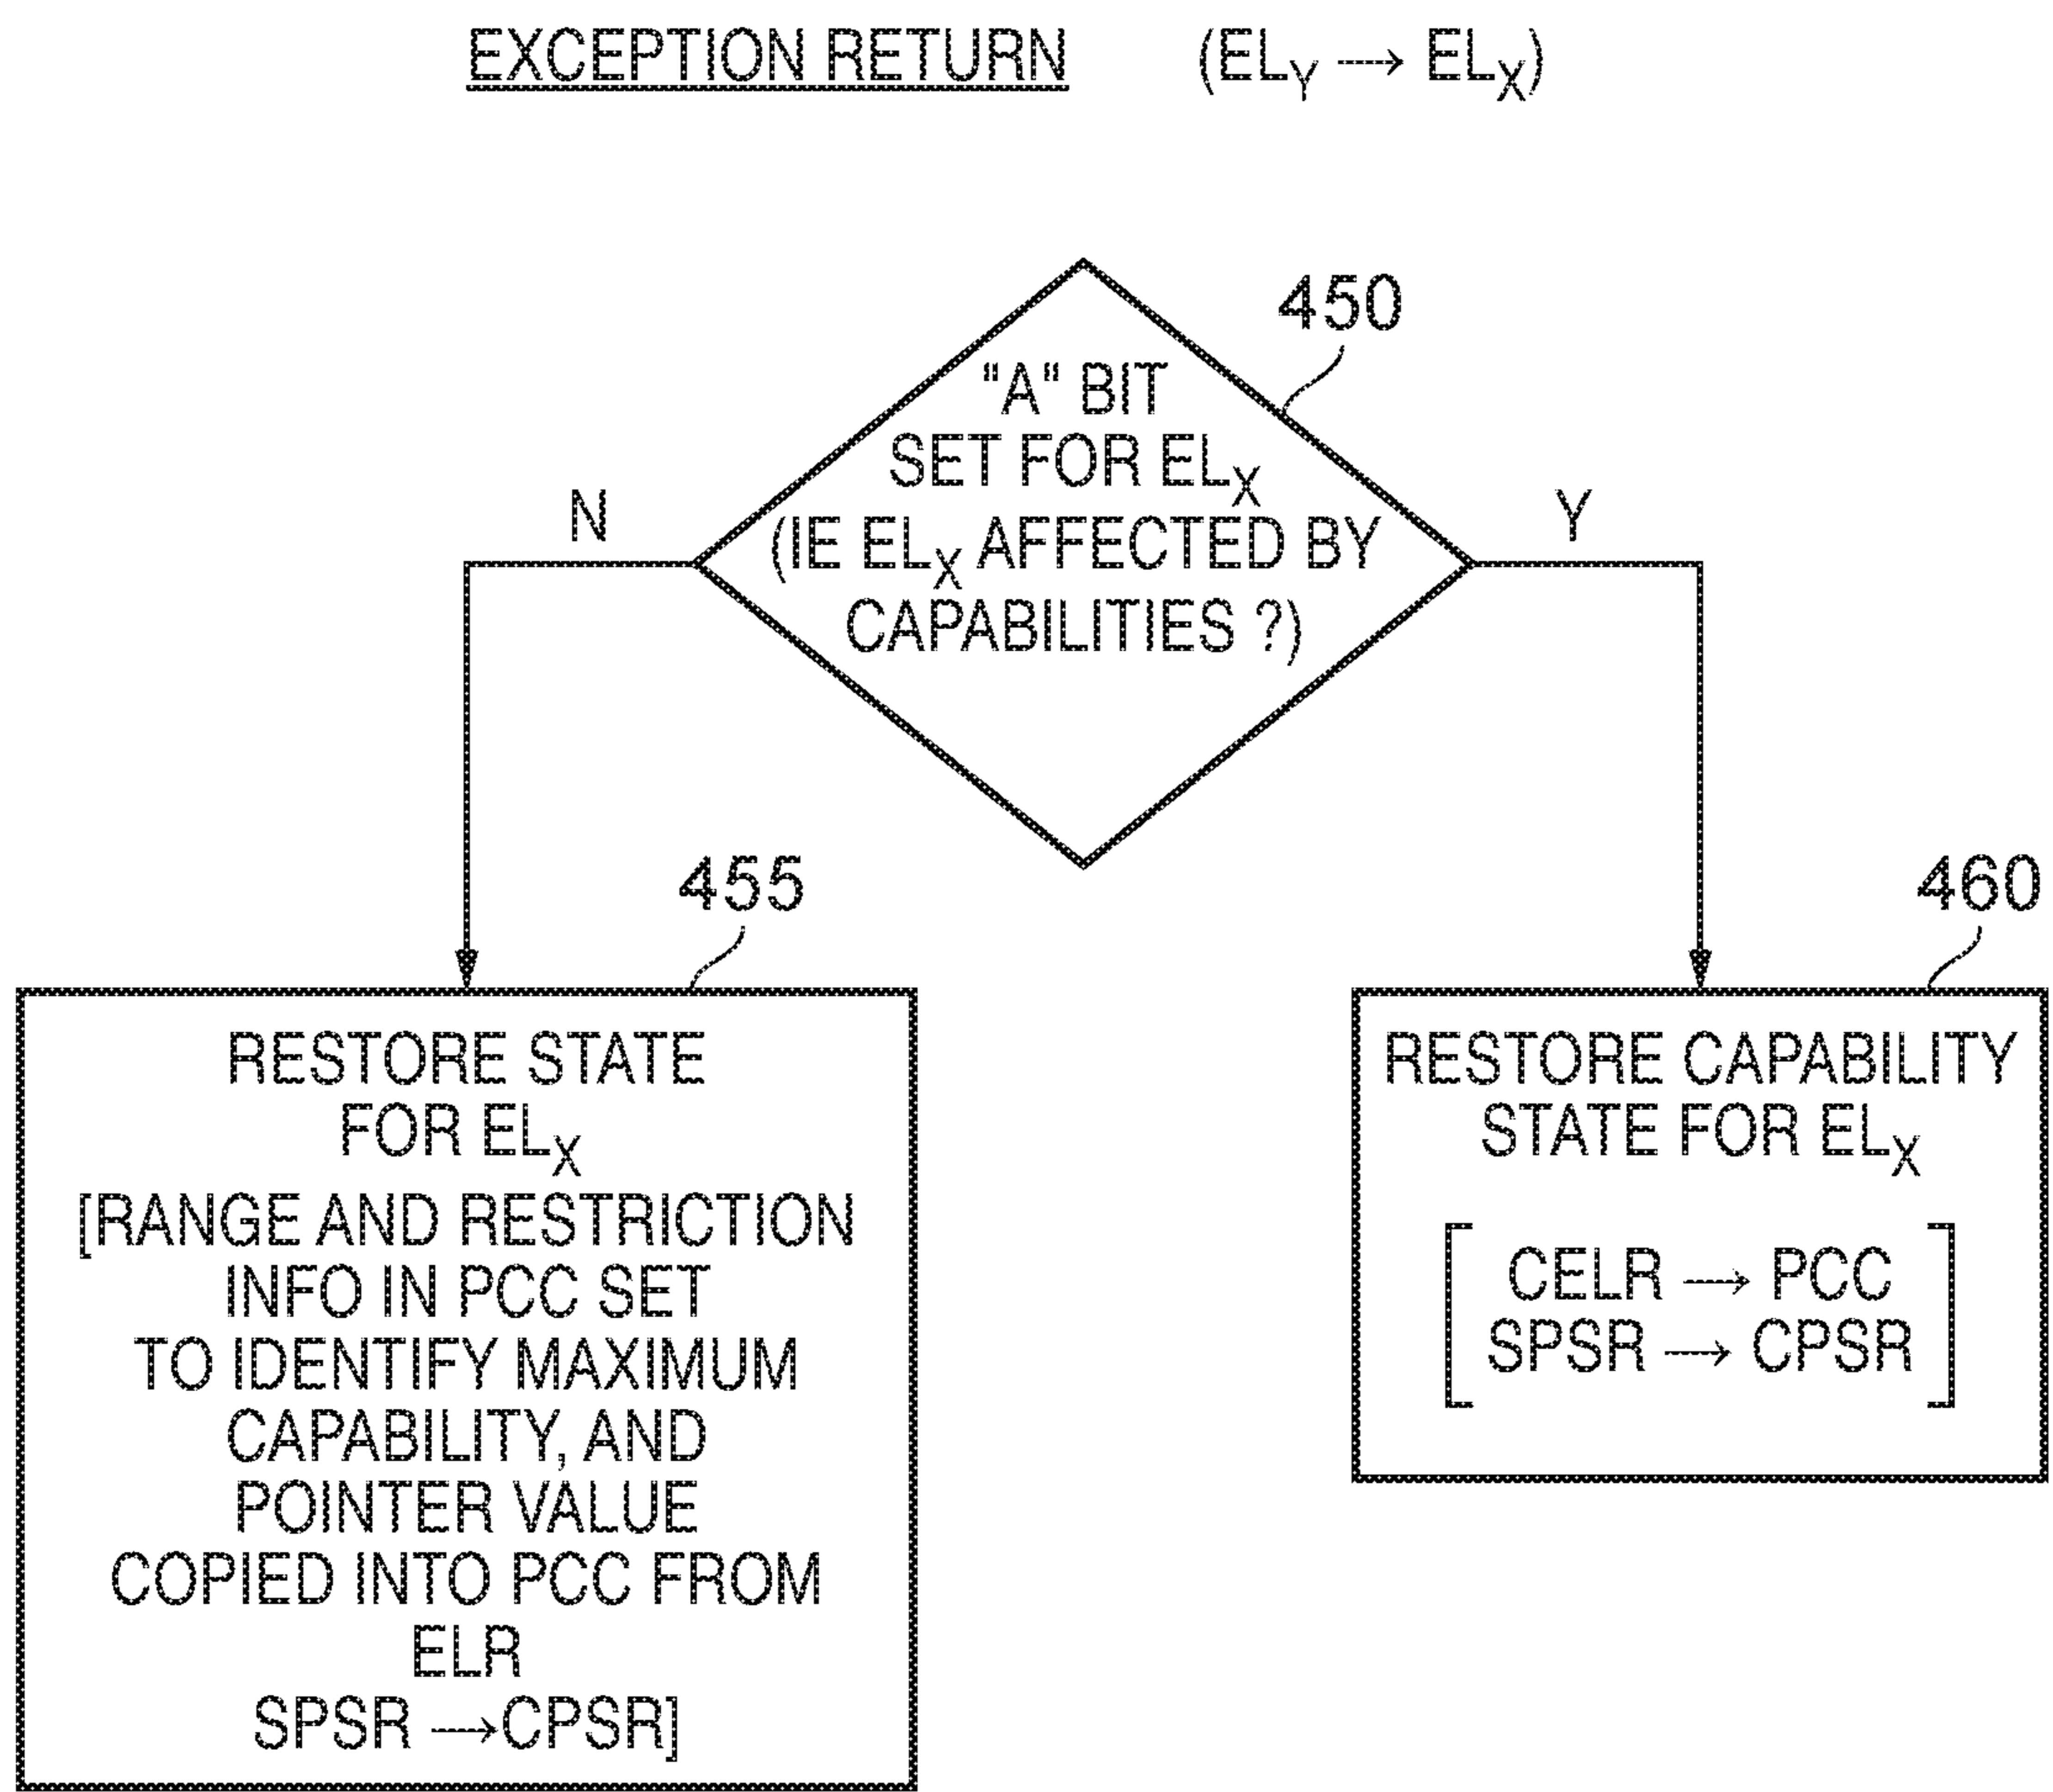 EXCEPTION RETURN (ELY → ELX)
450
"A" BIT
SET FOR ELX
(IE ELX AFFECTED BY
CAPABILITIES ?)
N
Y
455
RESTORE STATE
FOR ELX
[RANGE AND RESTRICTION
INFO IN PCC SET
TO IDENTIFY MAXIMUM
CAPABILITY, AND
POINTER VALUE
COPIED INTO PCC FROM
ELR
SPSR →CPSR]
460
RESTORE CAPABILITY
STATE FOR ELX
CELR → PCC
SPSR → CPSR